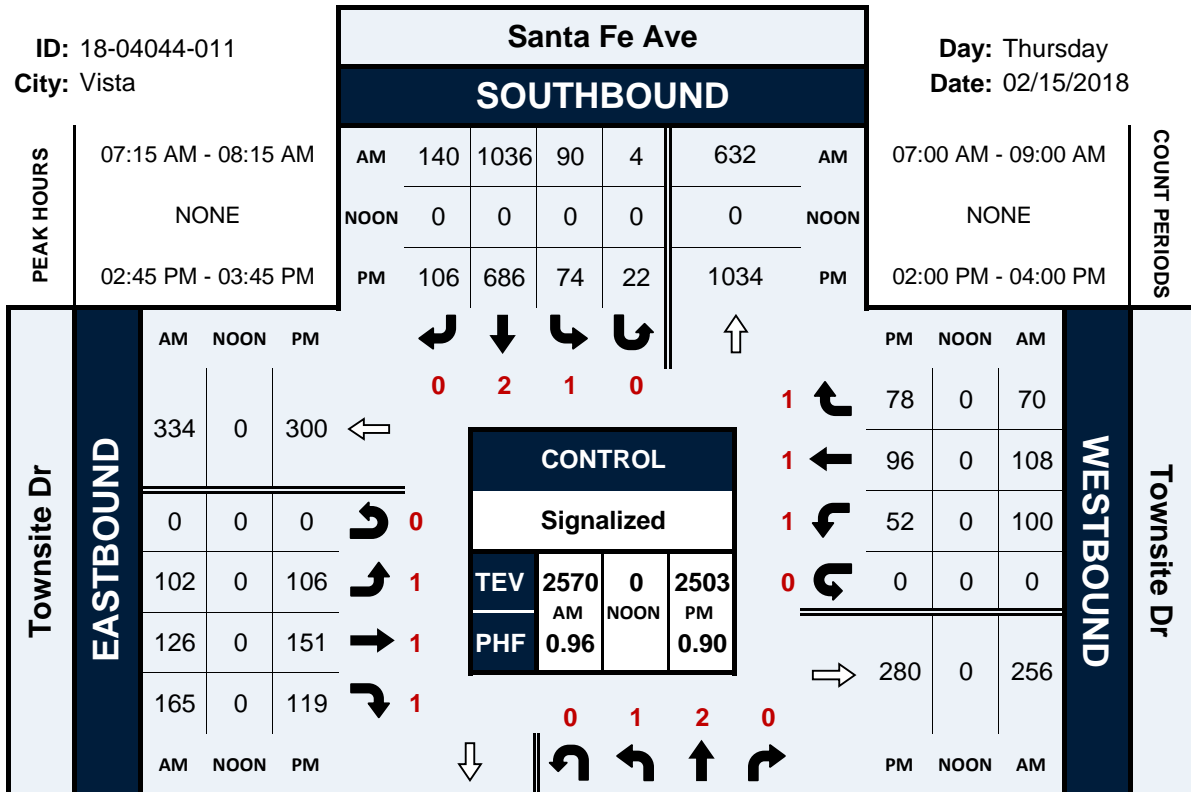 Santa Fe Ave
ID: 18-04044-011
Day: Thursday
City: Vista
Date: 02/15/2018
SOUTHBOUND
PEAK HOURS
07:15 AM - 08:15 AM
AM 140 1036 90 4 632 AM
07:00 AM - 09:00 AM
COUNT PERIODS
NONE
NOON 0 0 0 0 0 NOON
NONE
02:45 PM - 03:45 PM
PM 106 686 74 22 1034 PM
02:00 PM - 04:00 PM
Townsite Dr
EASTBOUND
AM NOON PM
PM NOON AM
0 2 1 0
334 0 300
1 78 0 70
1 96 0 108
CONTROL
Signalized
0 0 0 0
1 52 0 100
102 0 106 1
TEV 2570 0 2503
AM NOON PM
PHF 0.96 0.90
0 0 0 0
126 0 151 1
165 0 119 1
280 0 256
WESTBOUND
Townsite Dr
0 1 2 0
AM NOON PM
PM NOON AM